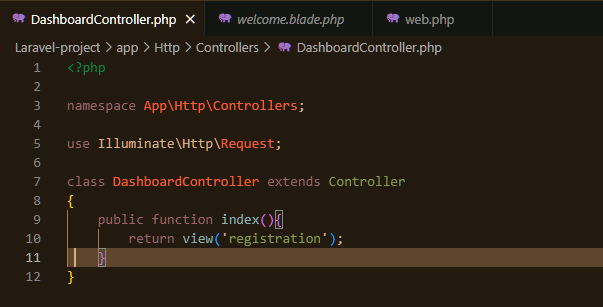 DashboardController.php welcome.blade.php web.php
Laravel-project > app > Http > Controllers > DashboardController.php
1 <?php
2
3 namespace App\Http\Controllers;
4
5 use Illuminate\Http\Request;
6
7 class DashboardController extends Controller
8 {
9     public function index(){
10         return view('registration');
11     }
12 }